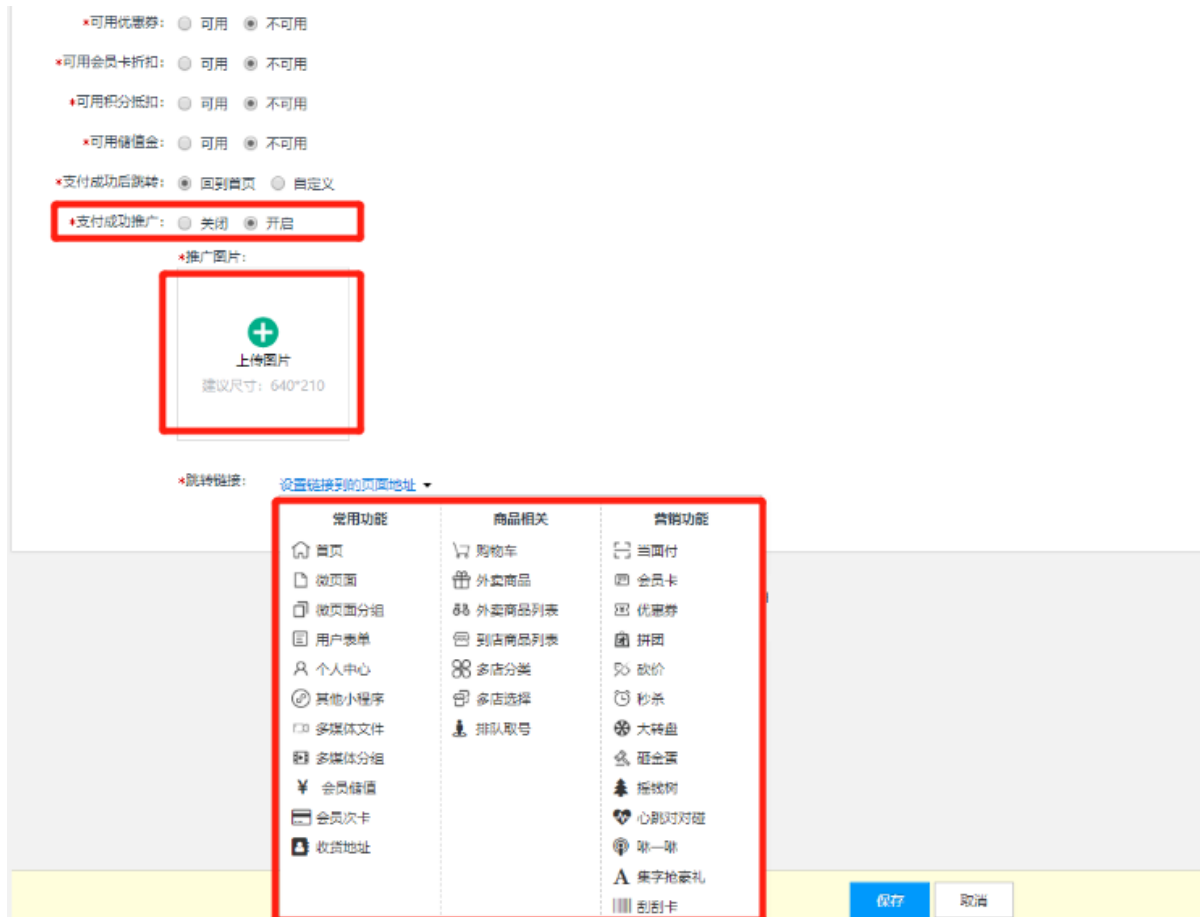 *可用优惠券: 可用 不可用
*可用会员卡折扣: 可用 不可用
*可用积分抵扣: 可用 不可用
*可用储值金: 可用 不可用
*支付成功后跳转: 回到首页 自定义
*支付成功推广: 关闭 开启
*推广图片:
上传图片
建议尺寸: 640*210
*跳转链接: 设置链接到的页面地址
常用功能 商品相关 营销功能
首页 购物车 当面付
微页面 外卖商品 会员卡
微页面分组 外卖商品列表 优惠券
用户表单 到店商品列表 拼团
个人中心 多店分类 砍价
其他小程序 多店选择 秒杀
多媒体文件 排队取号 大转盘
多媒体分组 砸金蛋
¥ 会员储值 摇钱树
会员次卡 心跳对对碰
收货地址 咻一咻
A 集字抢豪礼
刮刮卡
保存 取消